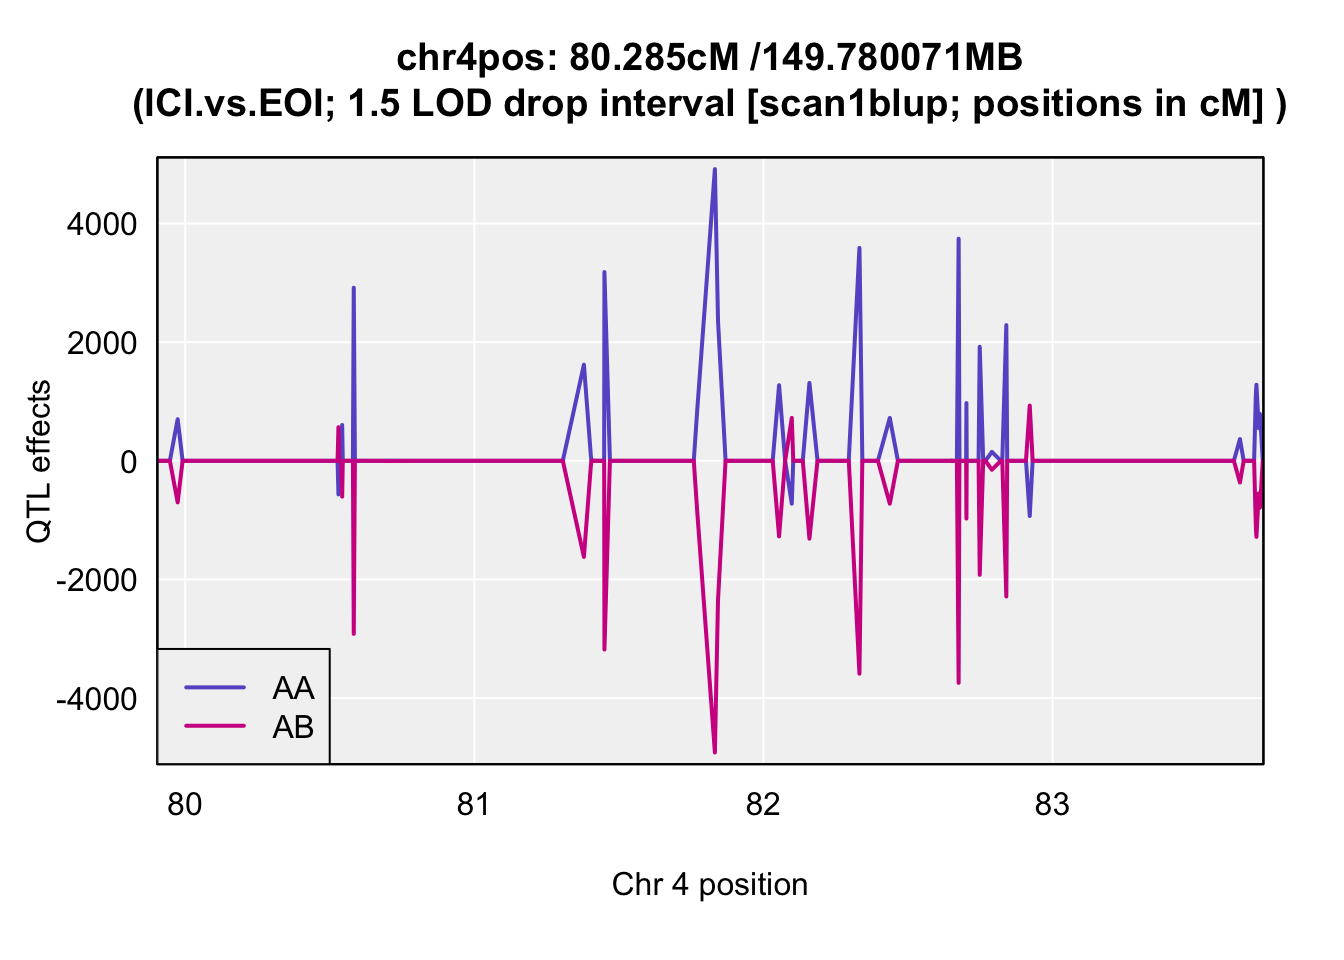 chr4pos: 80.285cM /149.780071MB
(ICI.vs.EOI; 1.5 LOD drop interval [scan1blup; positions in cM] )
QTL effects
4000
2000
0
-2000
-4000
AA
AB
80 81 82 83
Chr 4 position